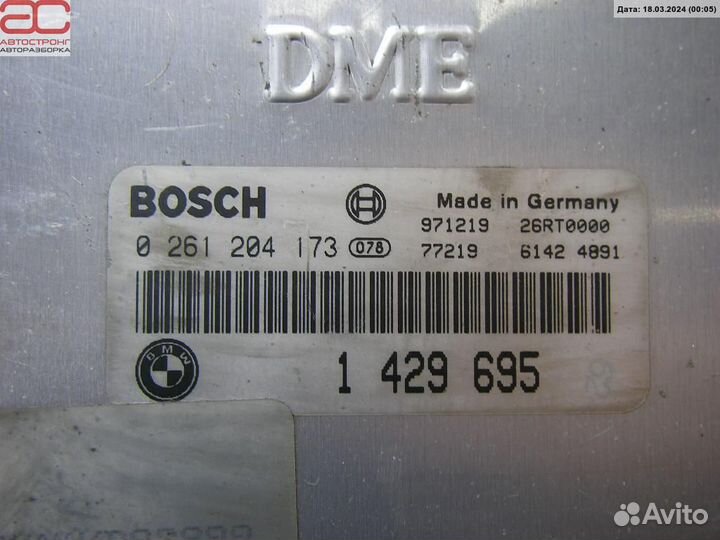 Дата: 18.03.2024 (00:05)
АС
АВТОСТРОНГ
АВТОРАЗБОРКА
DME
BOSCH
Made in Germany
971219 26RT0000
0 261 204 173 078
77219 6142 4891
BMW
1 429 695
Avito